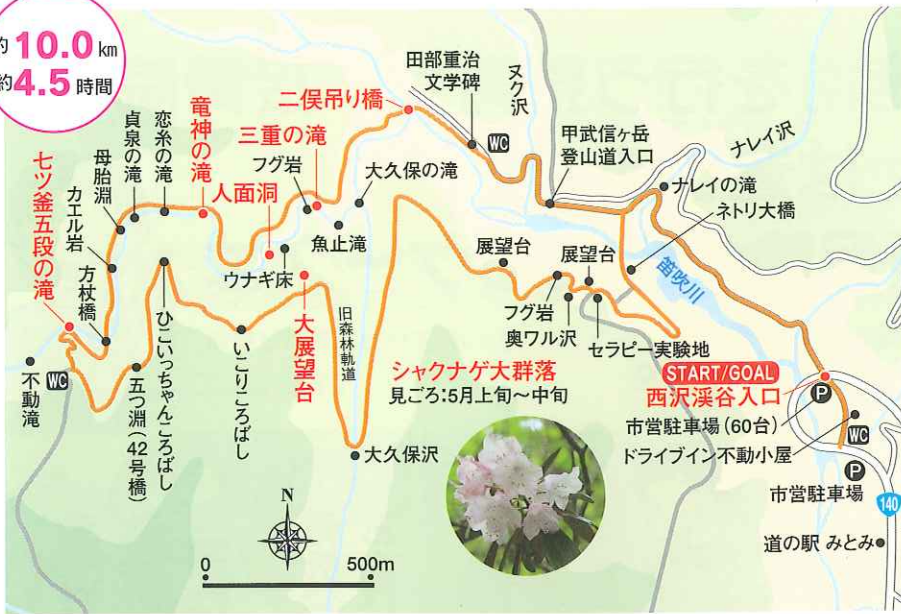 約10.0km
約4.5時間
田部重治
文学碑
ヌク沢
二俣吊り橋
WC
甲武信ヶ岳
登山道入口
ナレイ沢
竜神の滝
三重の滝
恋糸の滝
貞泉の滝
母胎淵
カエル岩
七ツ釜五段の滝
フグ岩
大久保の滝
ナレイの滝
ネトリ大橋
人面洞
魚止滝
方杖橋
ウナギ床
展望台
展望台
笛吹川
フグ岩
奥ワル沢
セラピー実験地
大展望台
旧森林軌道
ひこいっちゃんころばし
いこりころばし
不動滝
WC
五つ淵(42号橋)
シャクナゲ大群落
見ごろ:5月上旬〜中旬
START/GOAL
西沢渓谷入口
P
市営駐車場(60台)
WC
ドライブイン不動小屋
大久保沢
P
市営駐車場
140
道の駅 みとみ
N
0
500m